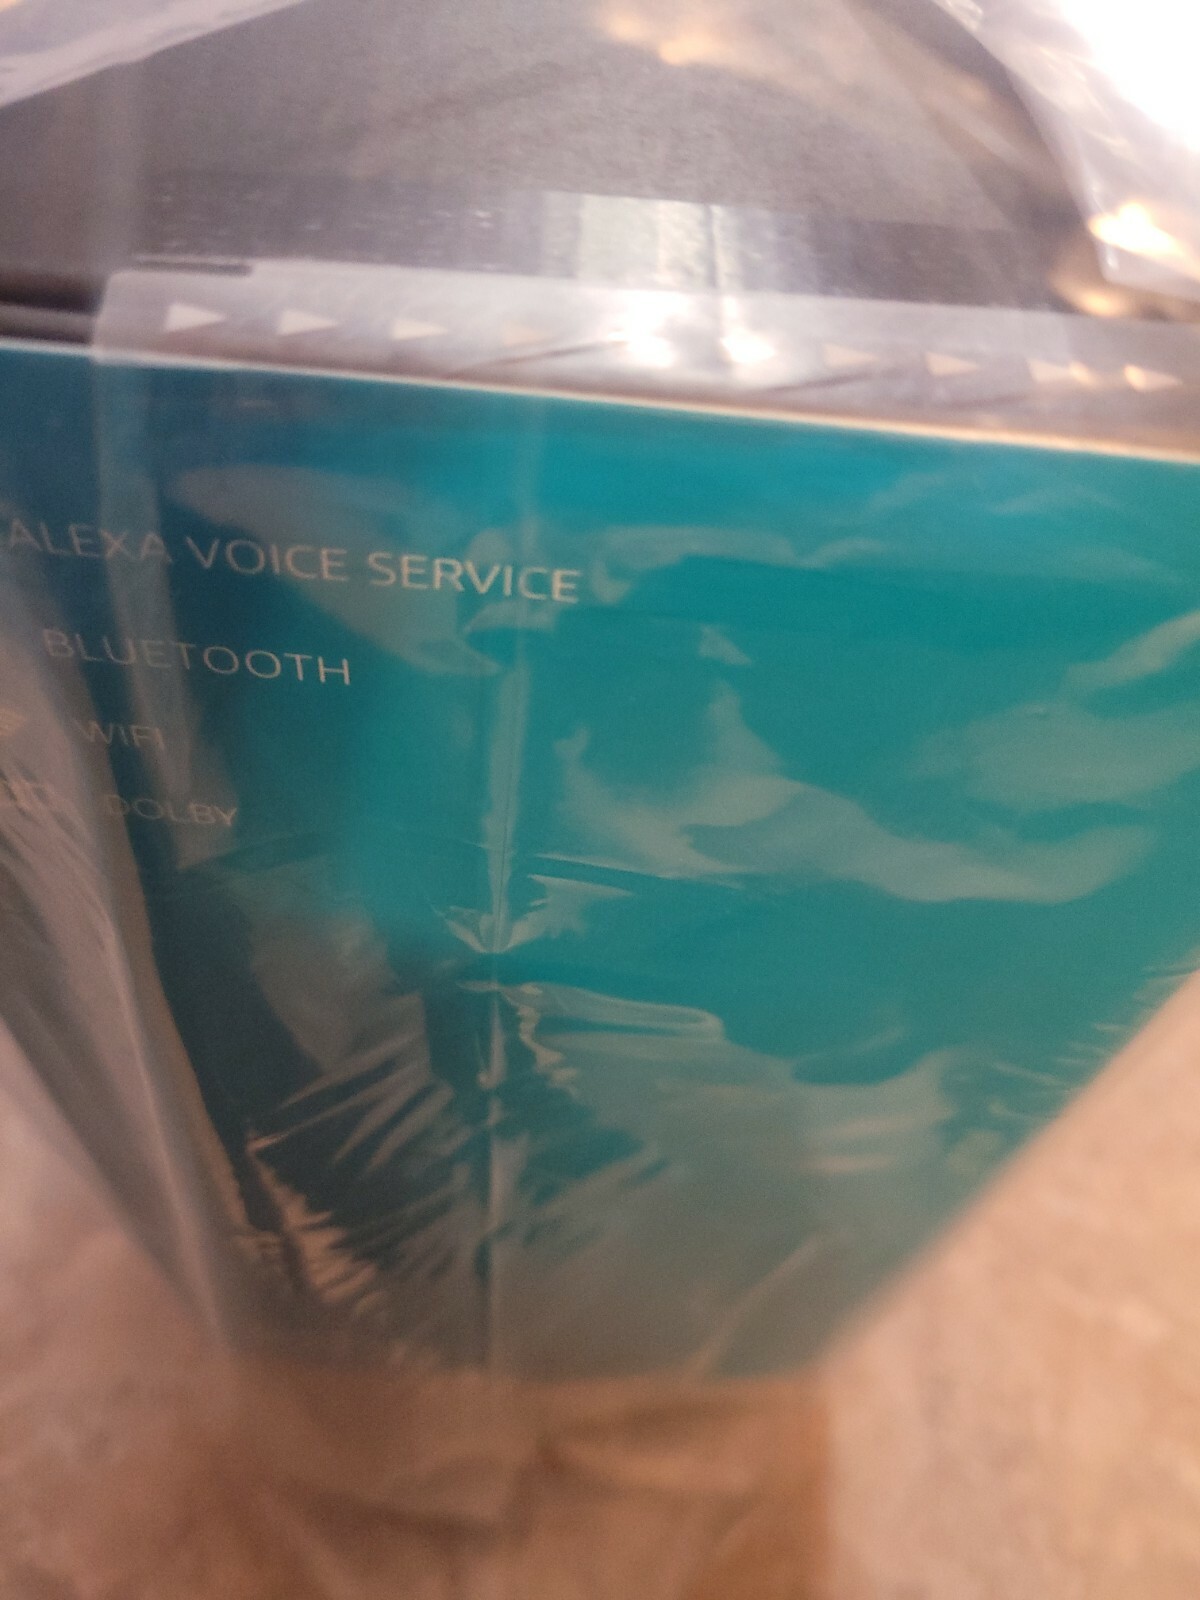 ALEXA VOICE SERVICE
BLUETOOTH
WIFI
DOLBY